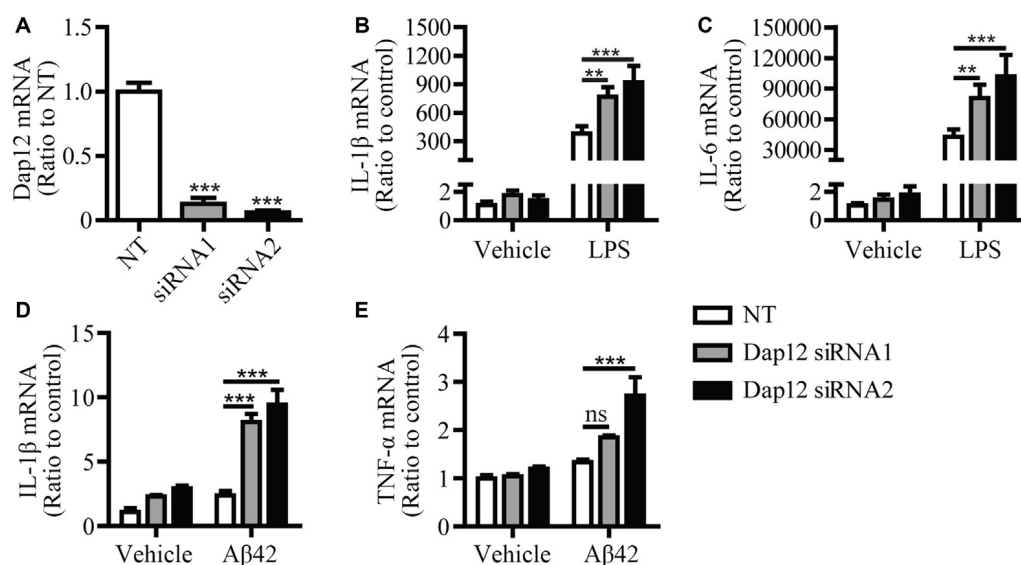 A
Dap12 mRNA
(Ratio to NT)
1.5
1.0
0.5
0
***
***
NT
siRNA1
siRNA2
B
IL-1β mRNA
(Ratio to control)
1200
900
600
300
2
0
***
**
Vehicle
LPS
C
IL-6 mRNA
(Ratio to control)
150000
120000
90000
60000
30000
2
0
***
**
Vehicle
LPS
D
IL-1β mRNA
(Ratio to control)
15
10
5
0
***
***
Vehicle
Aβ42
E
TNF-α mRNA
(Ratio to control)
4
3
2
1
0
***
ns
Vehicle
Aβ42
NT
Dap12 siRNA1
Dap12 siRNA2